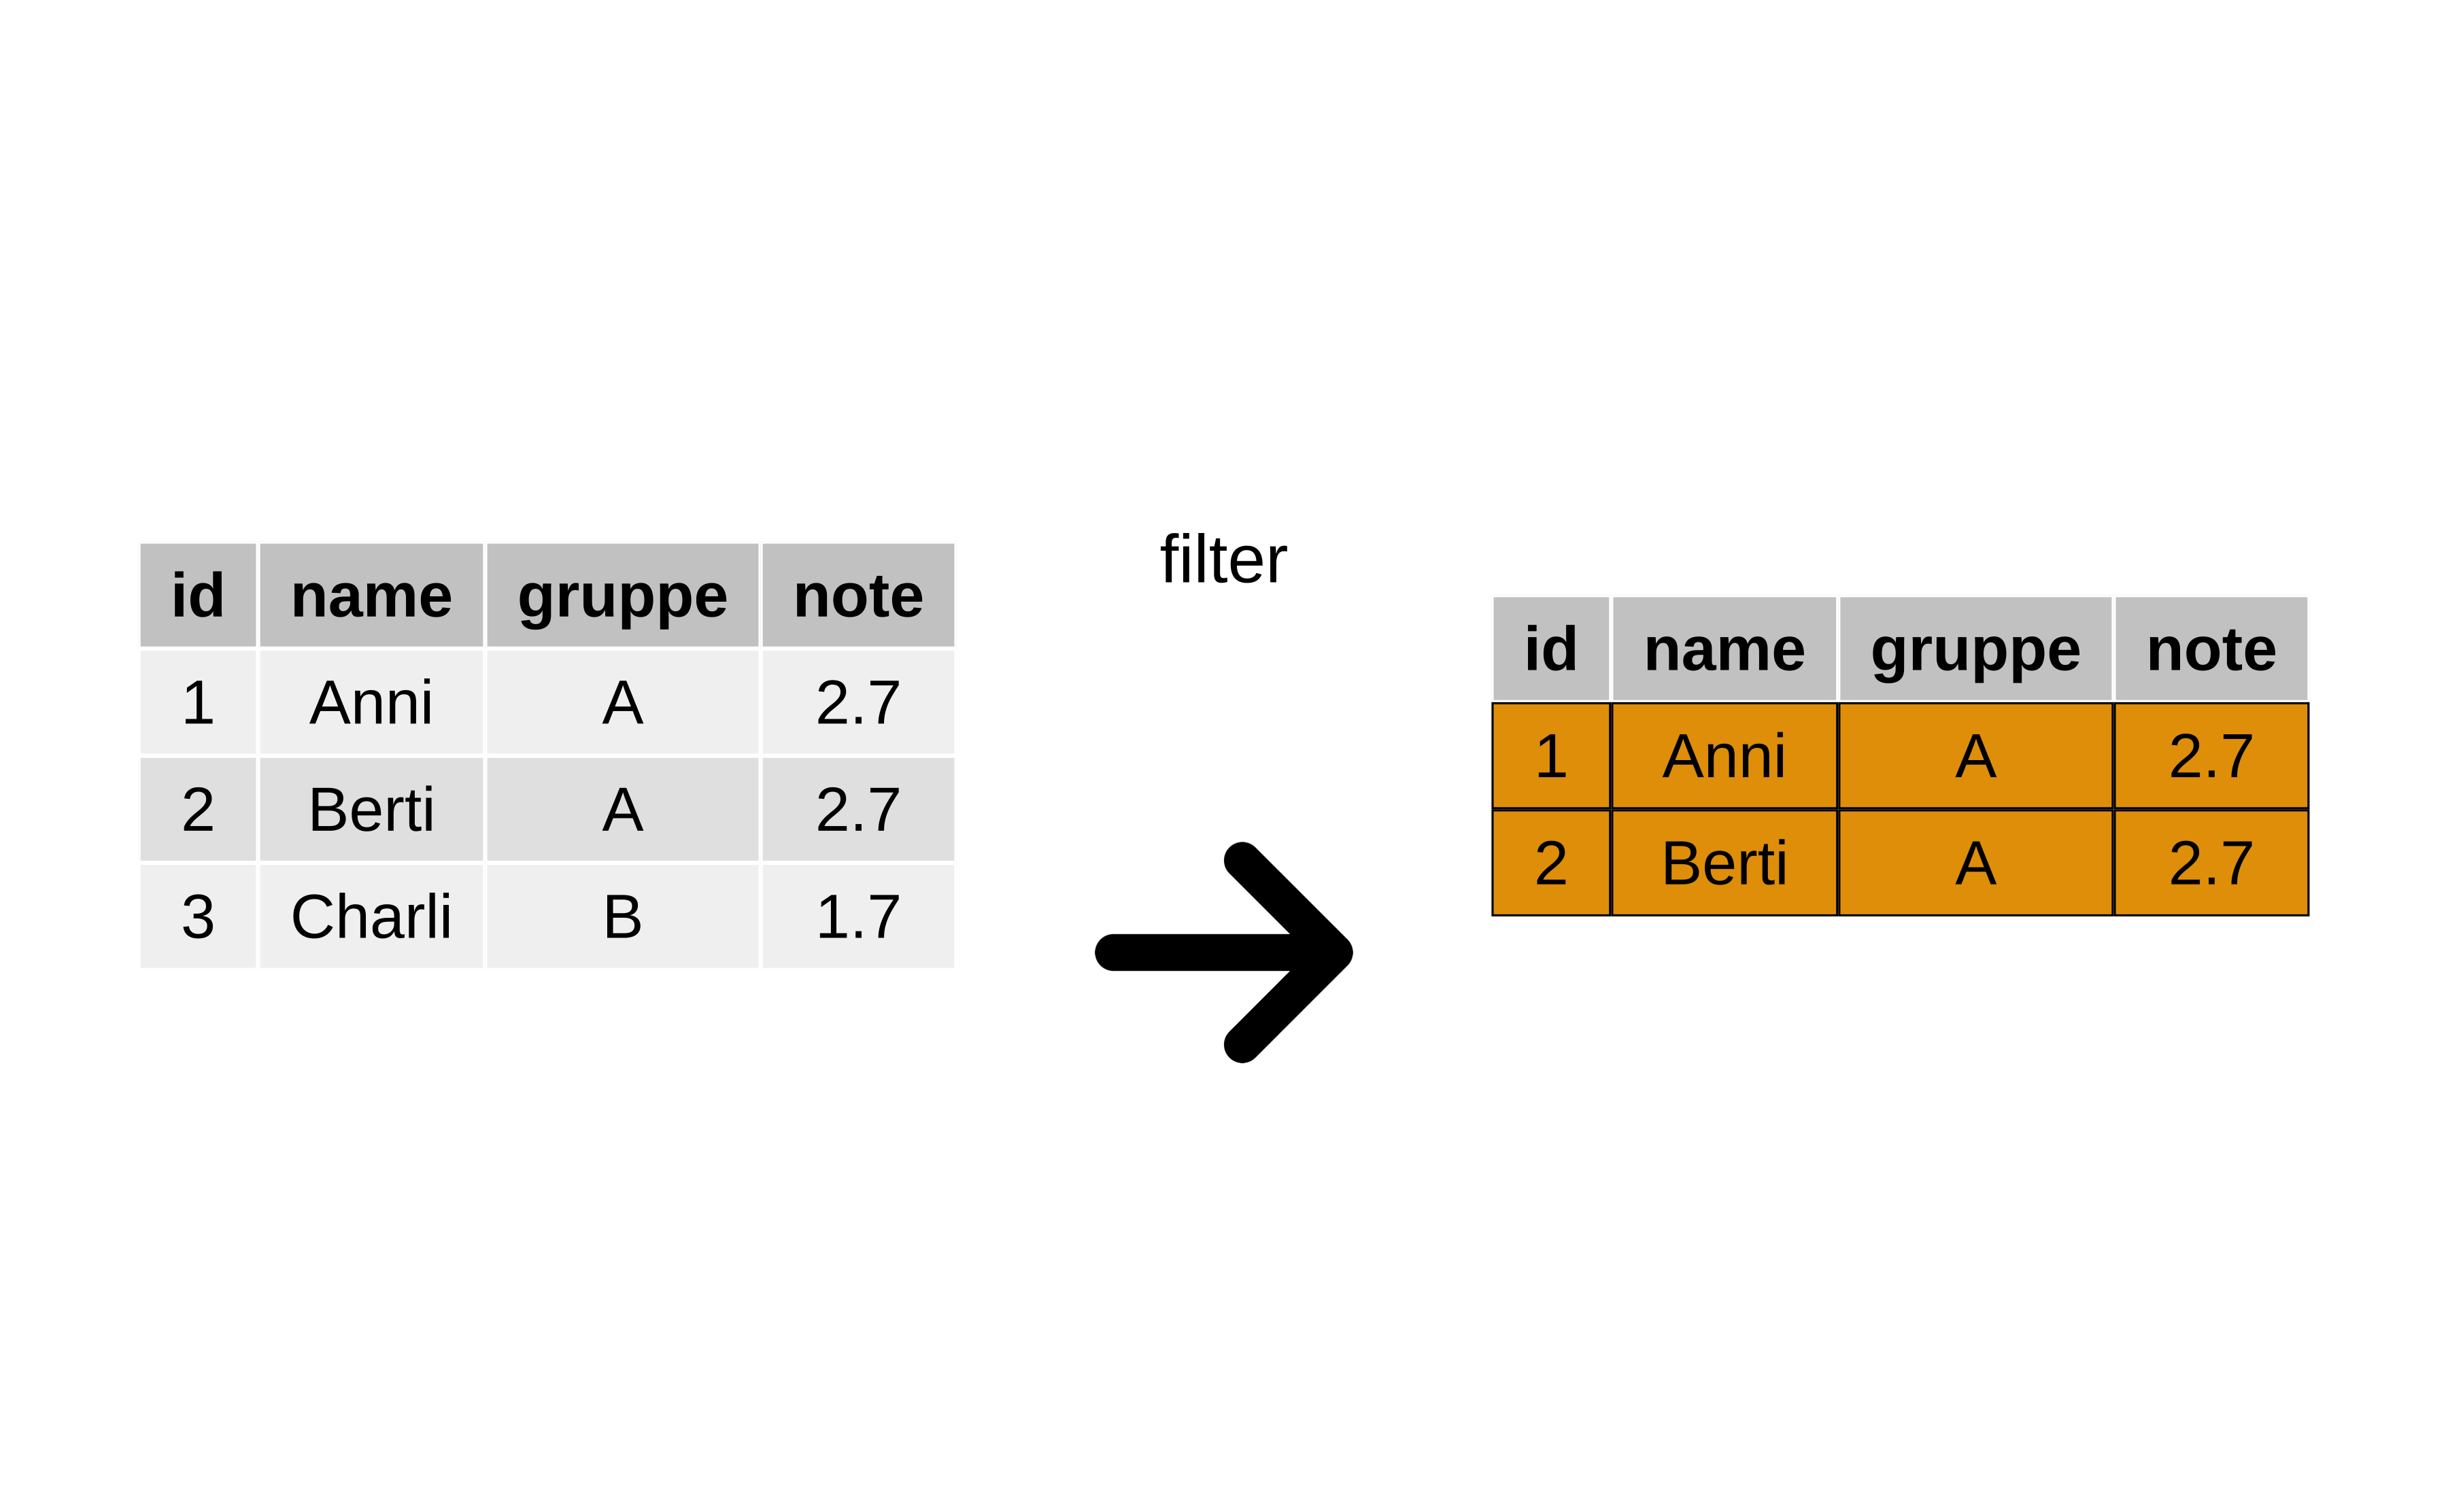 id name gruppe note
1 Anni A 2.7
2 Berti A 2.7
3 Charli B 1.7
filter
id name gruppe note
1 Anni A 2.7
2 Berti A 2.7